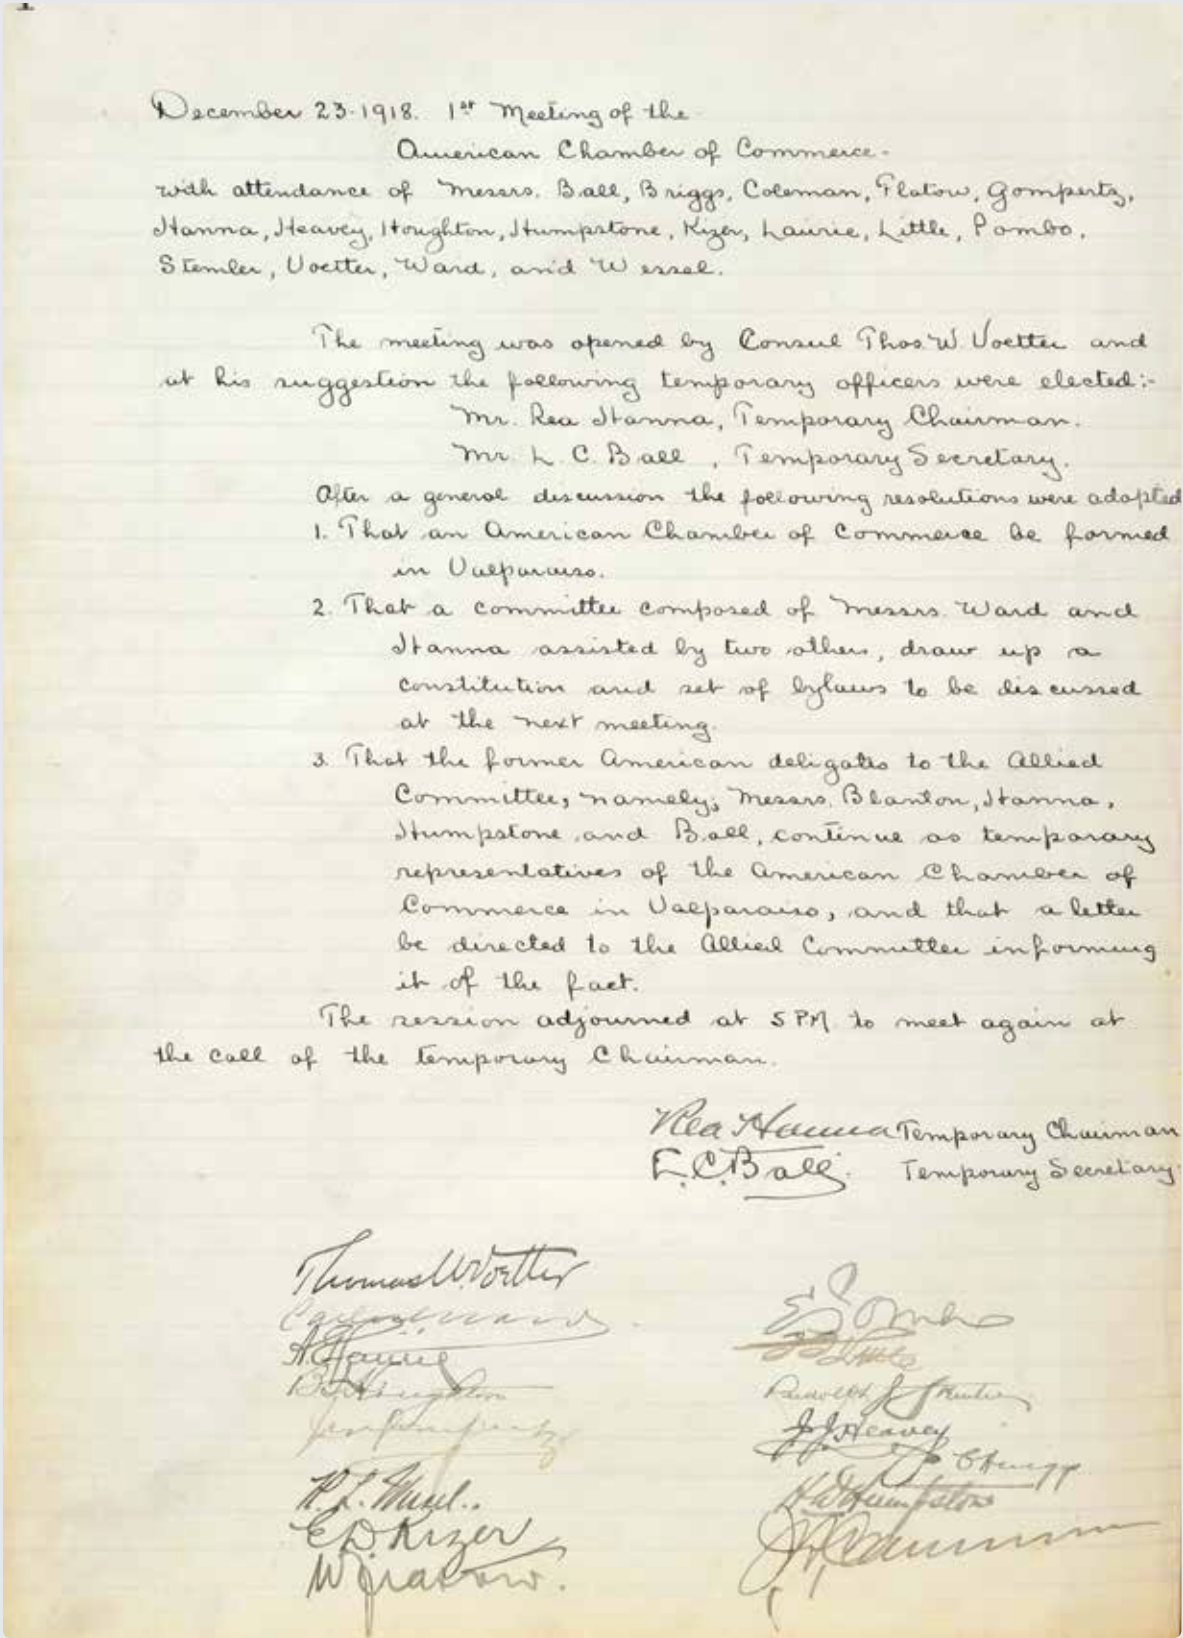 1
December 23-1918. 1st Meeting of the
American Chamber of Commerce-
with attendance of Messrs. Ball, Briggs, Coleman, Flatow, Gompertz,
Hanna, Heavey, Houghton, Humpstone, Kizer, Laurie, Little, Pombo,
Stemler, Voetter, Ward, and Wessel.
The meeting was opened by Consul Thos W. Voetter and
at his suggestion the following temporary officers were elected:-
Mr. Rea Hanna, Temporary Chairman.
Mr. L. C. Ball, Temporary Secretary.
After a general discussion the following resolutions were adopted
1. That an American Chamber of Commerce be formed
in Valparaiso.
2. That a committee composed of Messrs. Ward and
Hanna assisted by two others, draw up a
constitution and set of bylaws to be discussed
at the next meeting.
3. That the former American deligates to the Allied
Committee, namely; Messrs. Blanton, Hanna,
Humpstone and Ball, continue as temporary
representatives of the American Chamber of
Commerce in Valparaiso, and that a letter
be directed to the Allied Committee informing
it of the fact.
The session adjourned at 5 PM to meet again at
the call of the temporary Chairman.
Rea Hanna Temporary Chairman
L. C. Ball. Temporary Secretary.
Thomas W. Voetter
E Pombo
A Laurie
Little
Houghton
J. J. Heavey
H D Humpstone
E. D. Kizer
W Flatow.